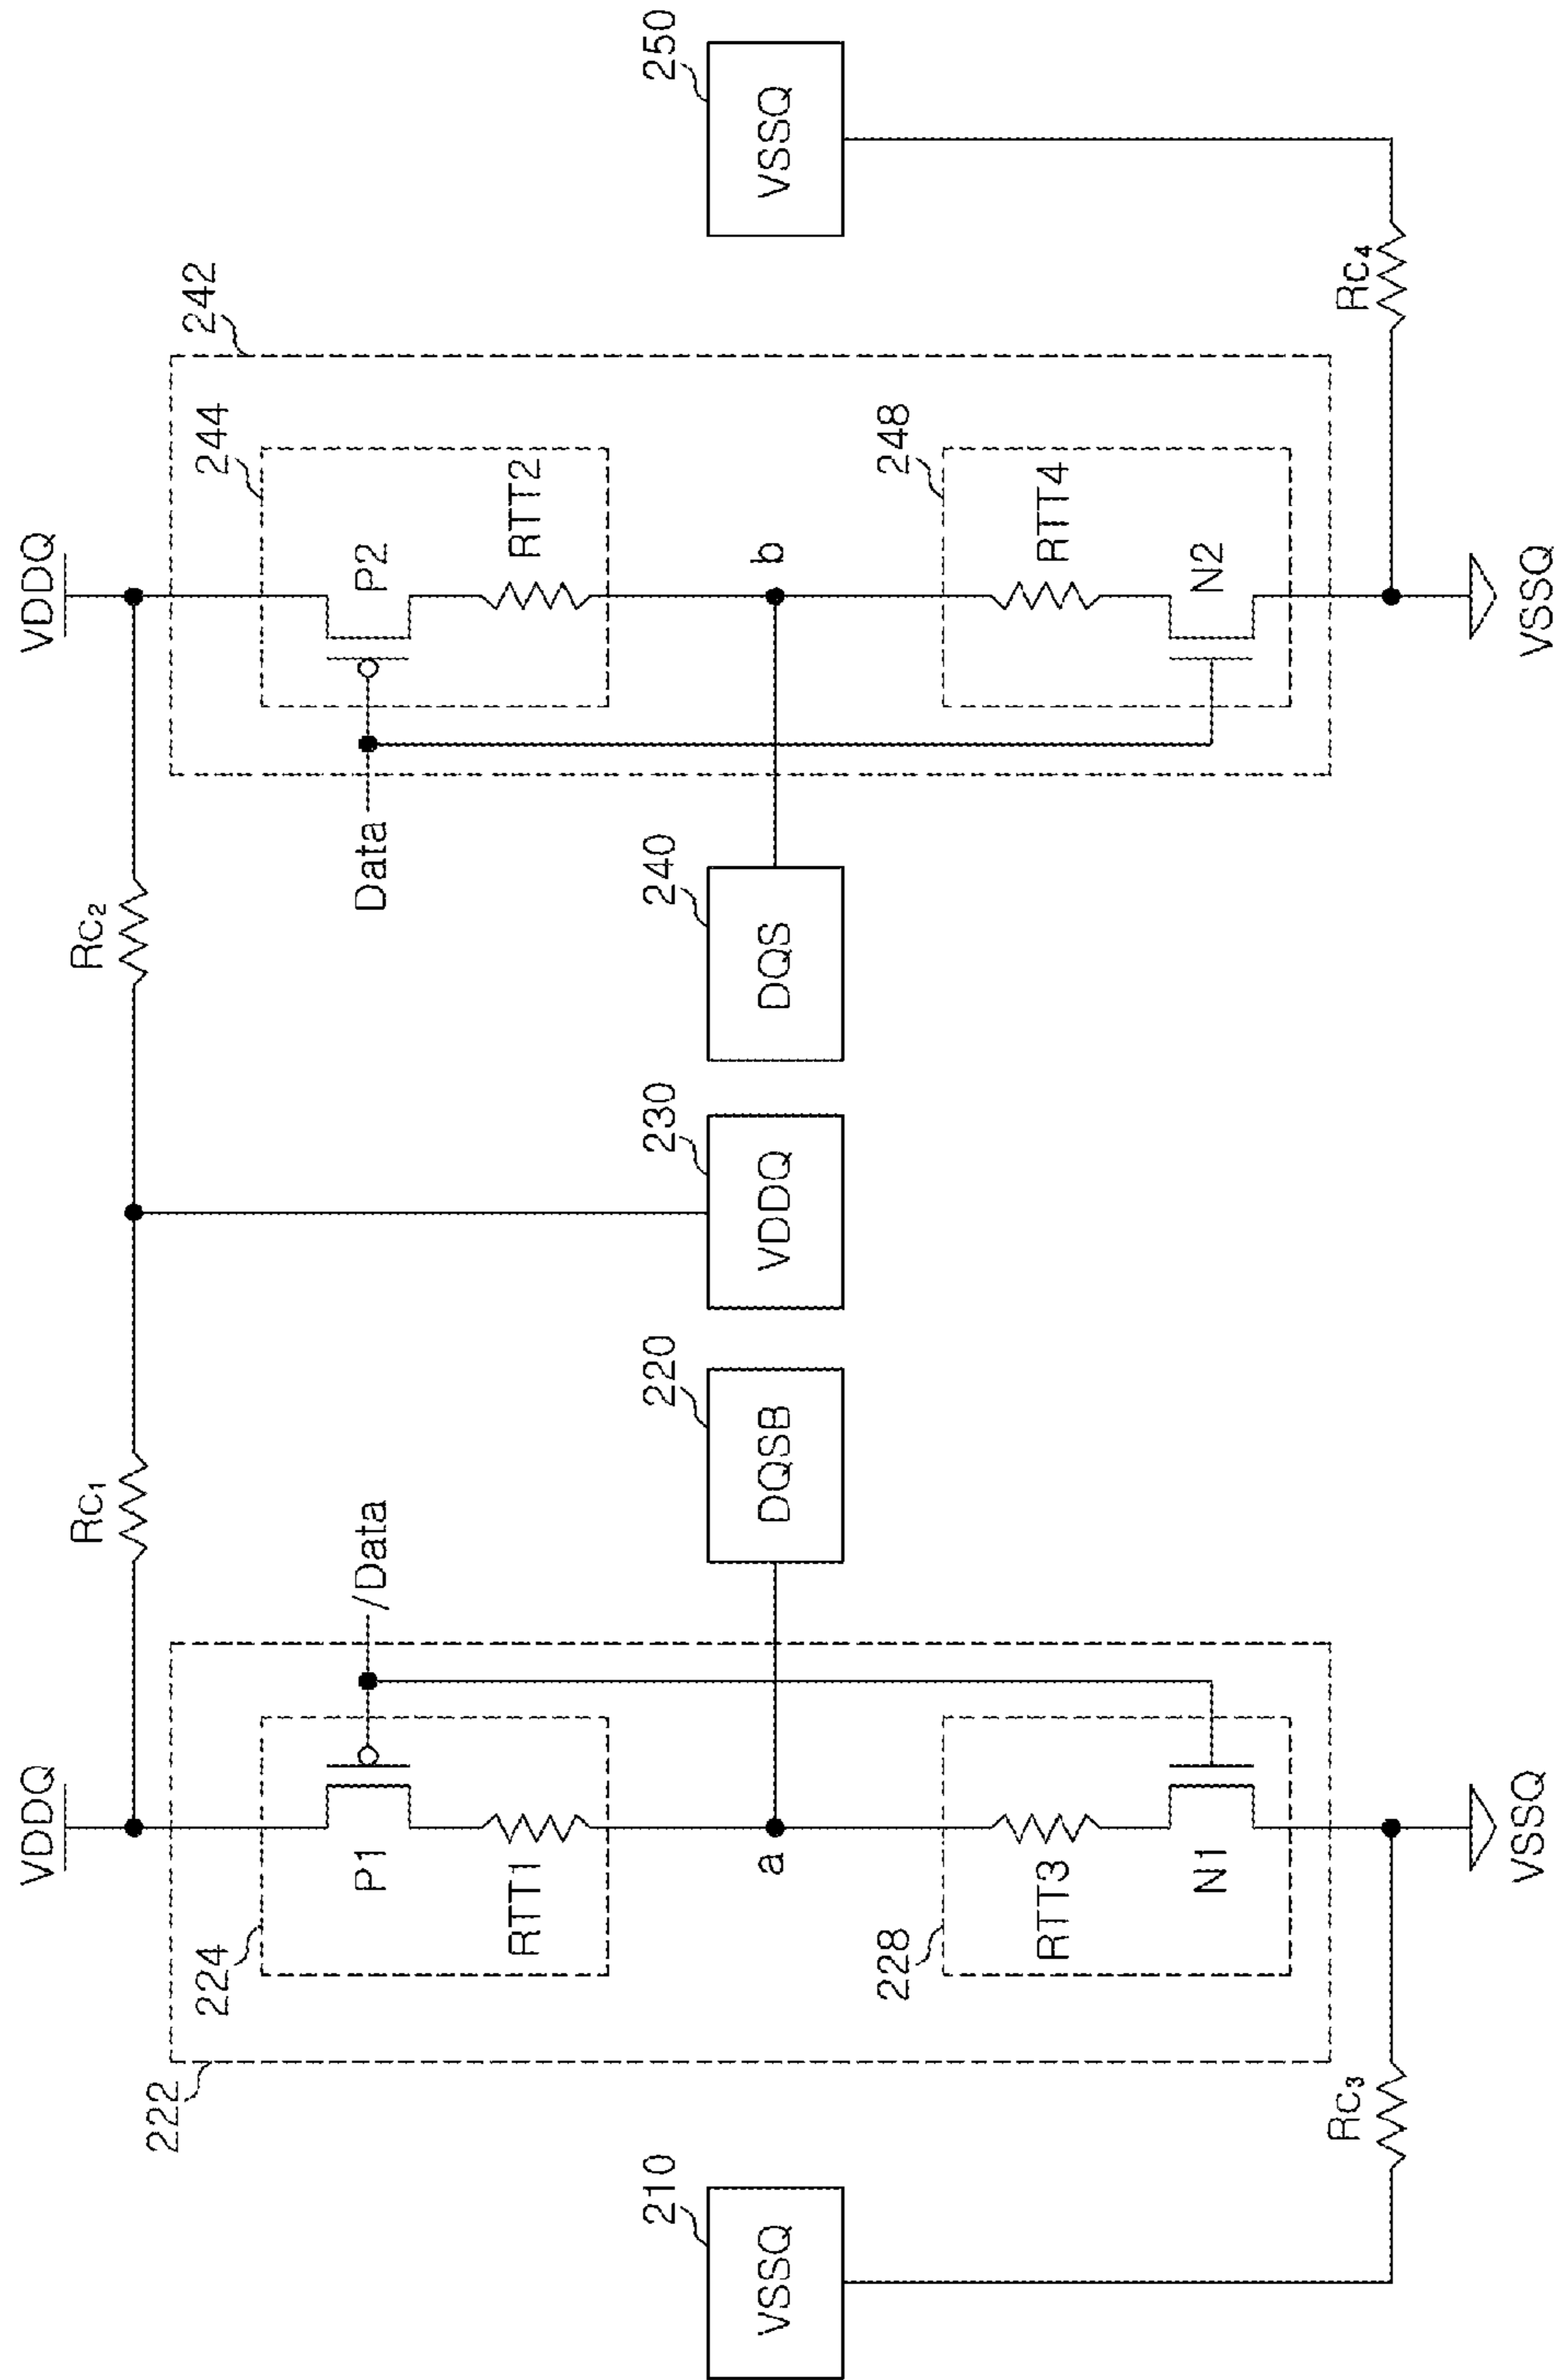 VDDQ
VDDQ
Rc₁
Rc₂
222
224
P1
RTT1
/Data
Data
242
244
P2
RTT2
210
VSSQ
a
220
DQSB
230
VDDQ
240
DQS
b
250
VSSQ
228
RTT3
N1
248
RTT4
N2
Rc₃
Rc₄
VSSQ
VSSQ